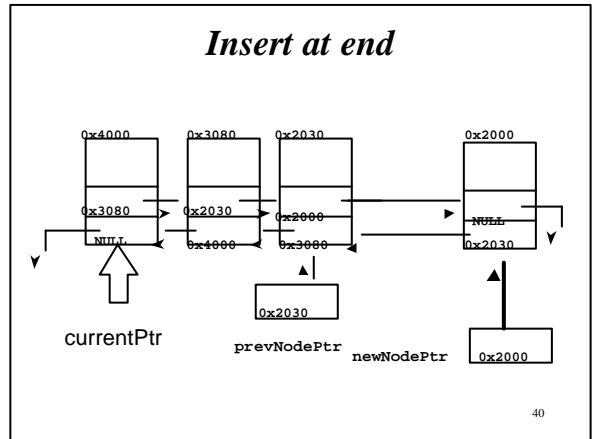 Insert at end
0x4000 0x3080 0x2030 0x2000
0x3080 0x2030 0x2000 NULL
NULL 0x4000 0x3080 0x2030
0x2030
currentPtr prevNodePtr newNodePtr 0x2000
40